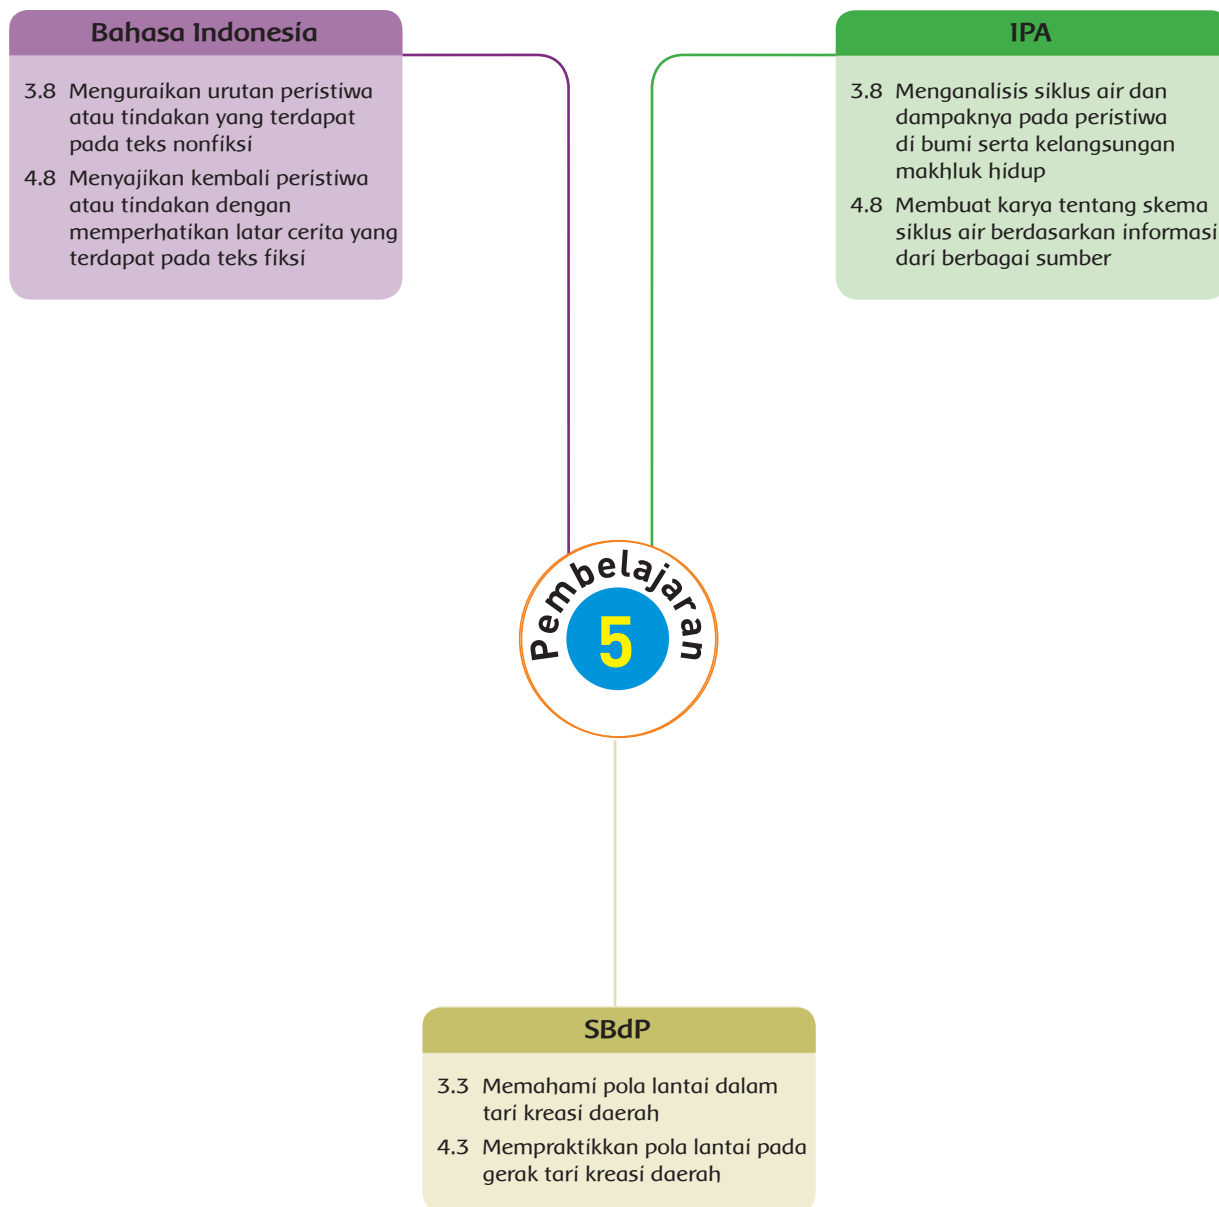 Bahasa Indonesia
3.8 Menguraikan urutan peristiwa
atau tindakan yang terdapat
pada teks nonfiksi
4.8 Menyajikan kembali peristiwa
atau tindakan dengan
memperhatikan latar cerita yang
terdapat pada teks fiksi
IPA
3.8 Menganalisis siklus air dan
dampaknya pada peristiwa
di bumi serta kelangsungan
makhluk hidup
4.8 Membuat karya tentang skema
siklus air berdasarkan informasi
dari berbagai sumber
Pembelajaran
5
SBdP
3.3 Memahami pola lantai dalam
tari kreasi daerah
4.3 Mempraktikkan pola lantai pada
gerak tari kreasi daerah